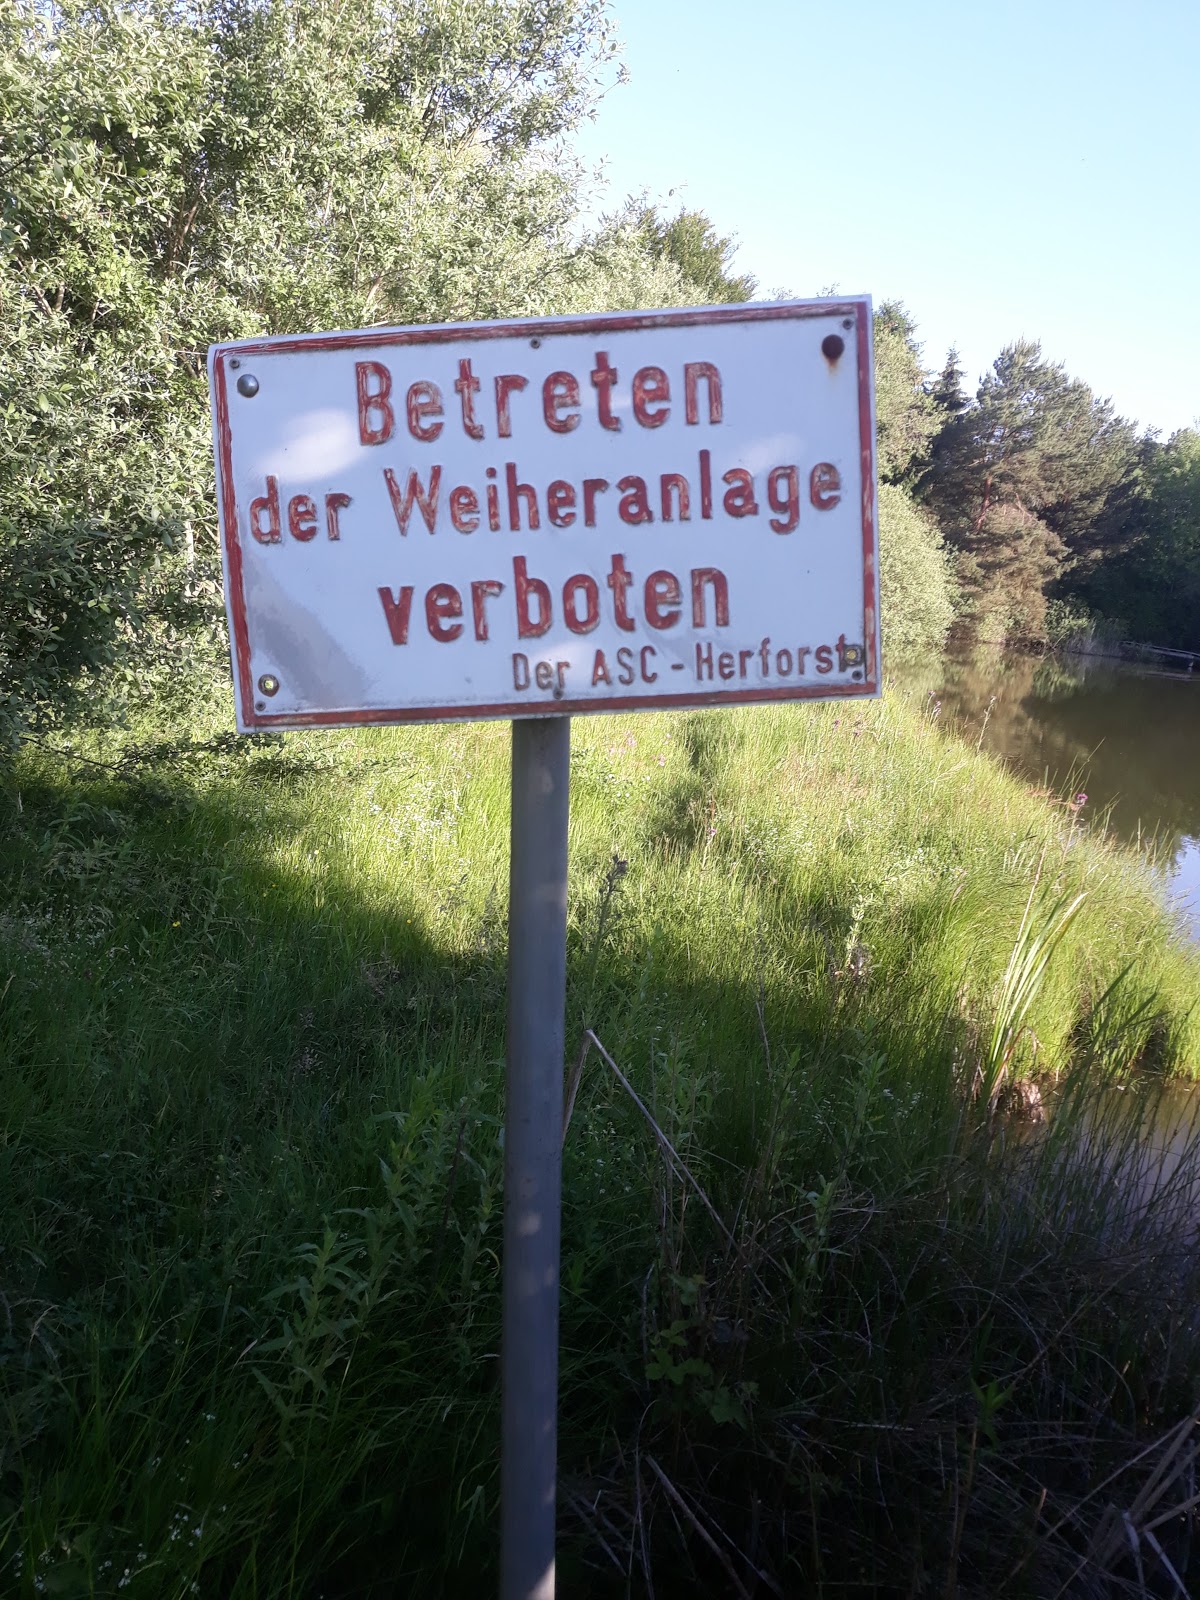 Betreten
der Weiheranlage
verboten
Der ASC-Herforst